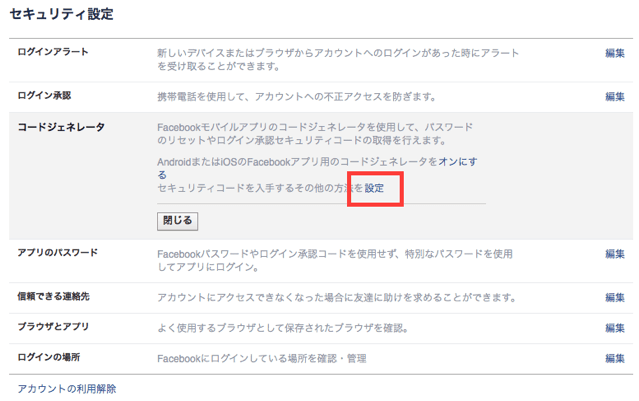 セキュリティ設定
ログインアラート 新しいデバイスまたはブラウザからアカウントへのログインがあった時にアラート 編集
を受け取ることができます。
ログイン承認 携帯電話を使用して、アカウントへの不正アクセスを防ぎます。 編集
コードジェネレータ Facebookモバイルアプリのコードジェネレータを使用して、パスワード
のリセットやログイン承認セキュリティコードの取得を行えます。
AndroidまたはiOSのFacebookアプリ用のコードジェネレータをオンにす
る
セキュリティコードを入手するその他の方法を設定
閉じる
アプリのパスワード Facebookパスワードやログイン承認コードを使用せず、特別なパスワードを使用 編集
してアプリにログイン。
信頼できる連絡先 アカウントにアクセスできなくなった場合に友達に助けを求めることができます。 編集
ブラウザとアプリ よく使用するブラウザとして保存されたブラウザを確認。 編集
ログインの場所 Facebookにログインしている場所を確認・管理 編集
アカウントの利用解除